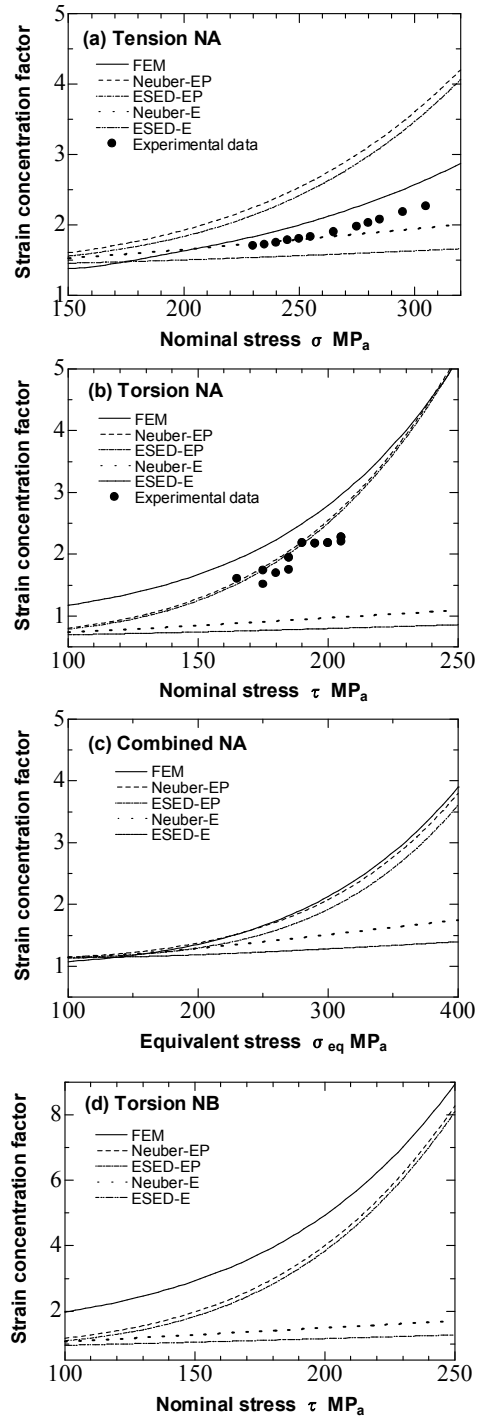 5
(a) Tension NA
FEM
Neuber-EP
ESED-EP
Neuber-E
ESED-E
Experimental data
4
3
2
1
Strain concentration factor
150 200 250 300
Nominal stress σ MPa
5
(b) Torsion NA
FEM
Neuber-EP
ESED-EP
Neuber-E
ESED-E
Experimental data
4
3
2
1
Strain concentration factor
100 150 200 250
Nominal stress τ MPa
5
(c) Combined NA
FEM
Neuber-EP
ESED-EP
Neuber-E
ESED-E
4
3
2
1
Strain concentration factor
100 200 300 400
Equivalent stress σ eq MPa
(d) Torsion NB
FEM
Neuber-EP
ESED-EP
Neuber-E
ESED-E
8
6
4
2
Strain concentration factor
100 150 200 250
Nominal stress τ MPa